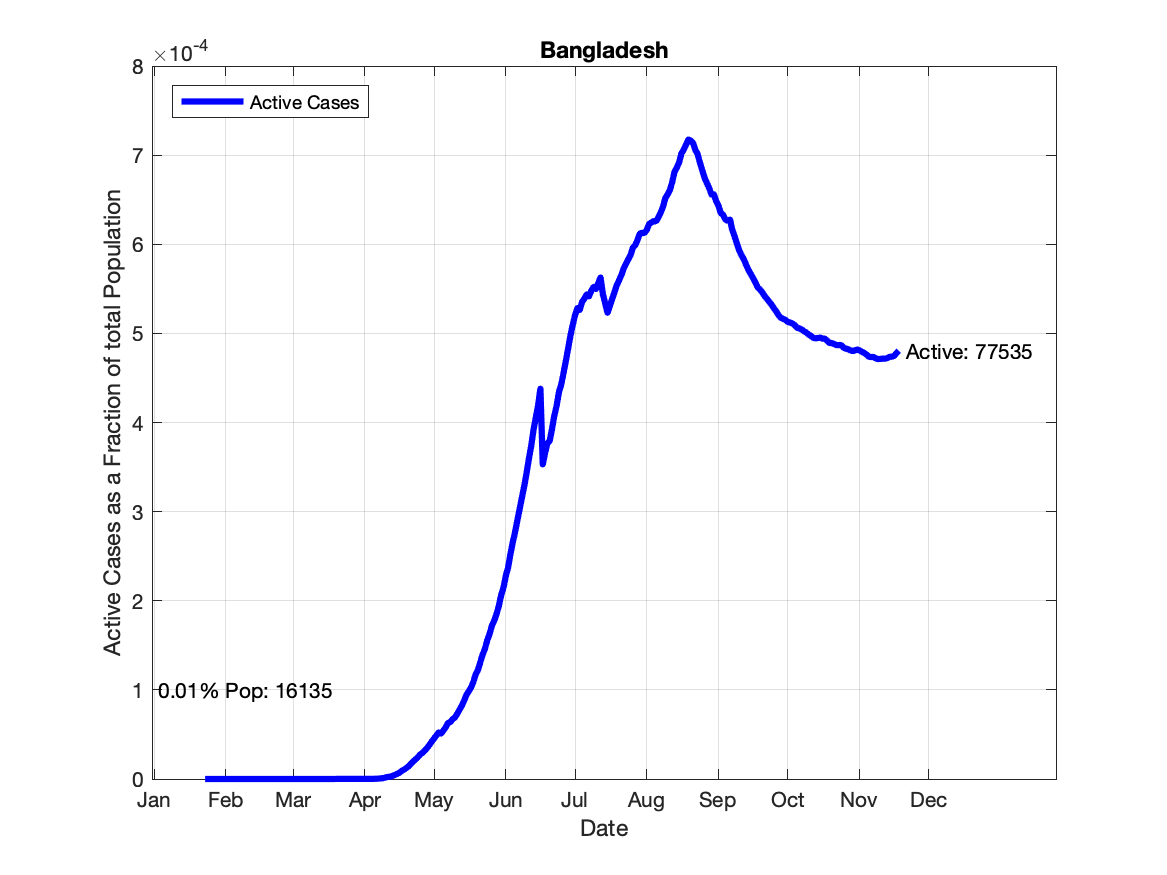 Bangladesh
×10-4
Active Cases
8
7
6
5
4
3
2
1
0
Active Cases as a Fraction of total Population
0.01% Pop: 16135
Active: 77535
Jan Feb Mar Apr May Jun Jul Aug Sep Oct Nov Dec
Date